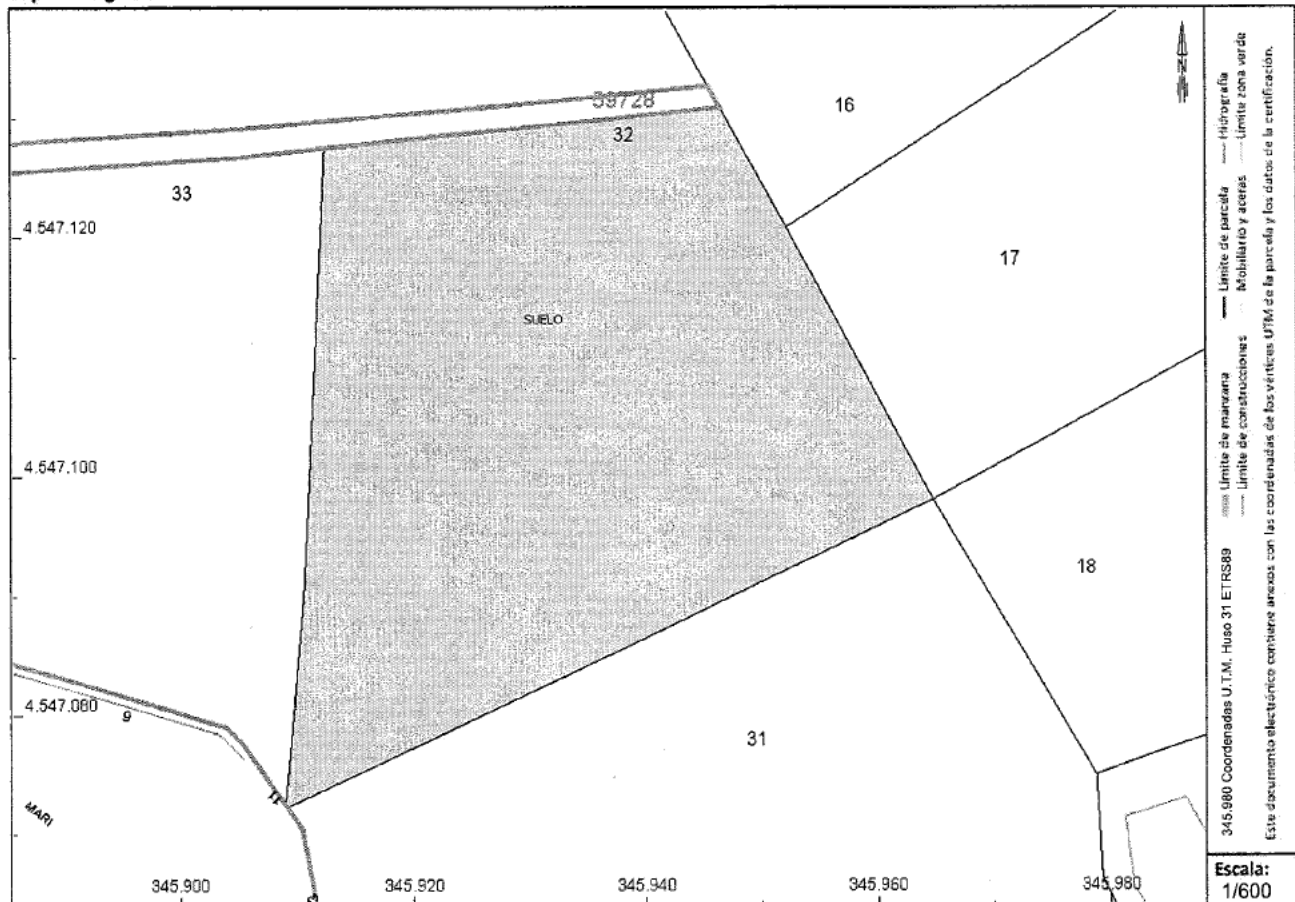 N
59728
16
32
33
4.547.120
17
SUELO
4.547.100
18
4.547.080
9
31
11
MARI
345.900
345.920
345.940
345.960
345.980
345.980 Coordenadas U.T.M. Huso 31 ETRS89
Límite de manzana
Límite de parcela
Hidrografía
Límite de construcciones
Mobiliario y aceras
Límite zona verde
Este documento electrónico contiene anexos con las coordenadas de los vértices UTM de la parcela y los datos de la certificación.
Escala:
1/600